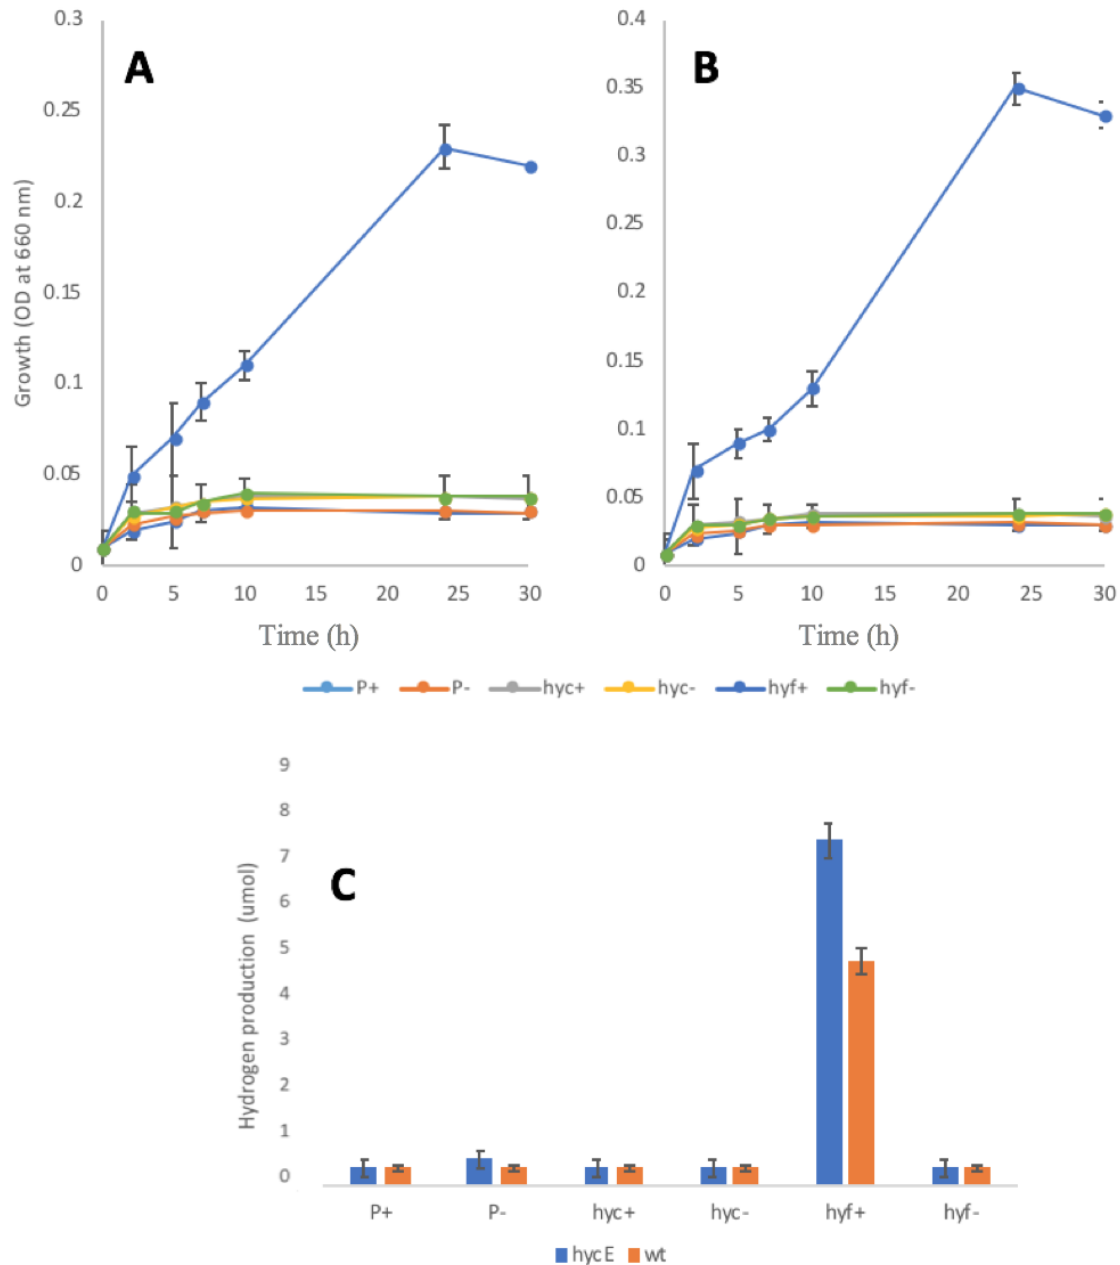 0.3
0.25
0.2
0.15
0.1
0.05
0
A
Growth (OD at 660 nm)
0 5 10 15 20 25 30
Time (h)
0.4
0.35
0.3
0.25
0.2
0.15
0.1
0.05
0
B
0 5 10 15 20 25 30
Time (h)
P+ P- hyc+ hyc- hyf+ hyf-
9
8
7
6
5
4
3
2
1
0
C
Hydrogen production (umol)
P+ P- hyc+ hyc- hyf+ hyf-
hycE wt